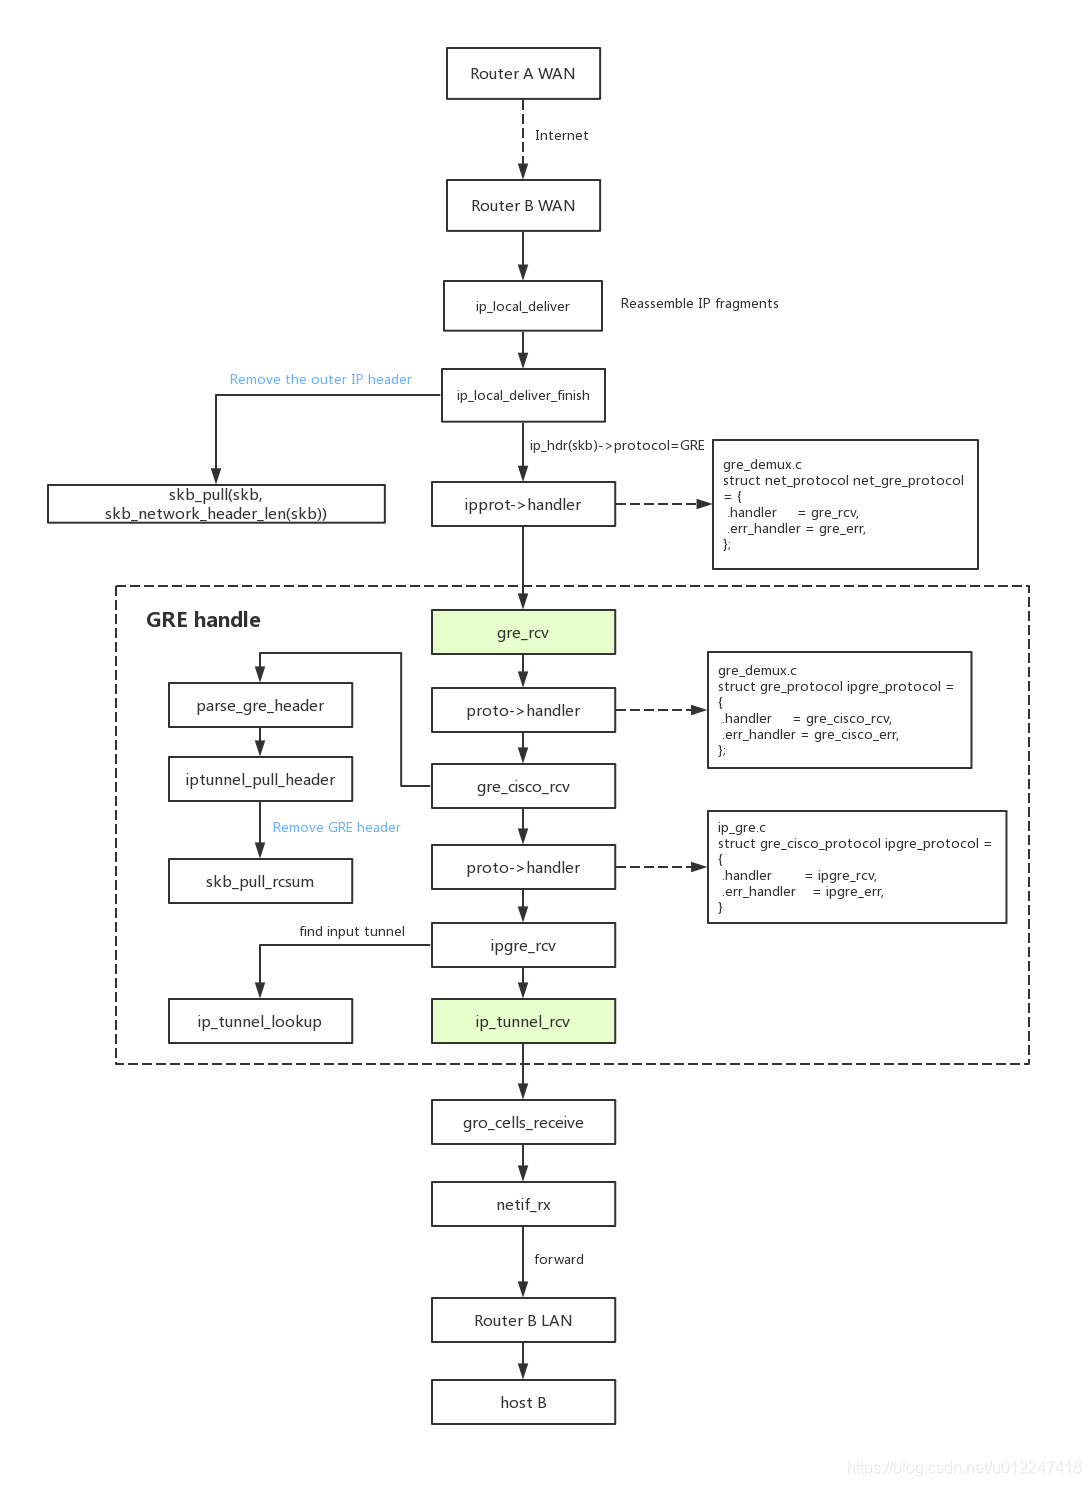 Router A WAN
Internet
Router B WAN
ip_local_deliver
Reassemble IP fragments
Remove the outer IP header
ip_local_deliver_finish
ip_hdr(skb)->protocol=GRE
skb_pull(skb,
skb_network_header_len(skb))
ipprot->handler
gre_demux.c
struct net_protocol net_gre_protocol
= {
.handler = gre_rcv,
.err_handler = gre_err,
};
GRE handle
gre_rcv
parse_gre_header
proto->handler
gre_demux.c
struct gre_protocol ipgre_protocol =
{
.handler = gre_cisco_rcv,
.err_handler = gre_cisco_err,
};
iptunnel_pull_header
gre_cisco_rcv
Remove GRE header
skb_pull_rcsum
proto->handler
ip_gre.c
struct gre_cisco_protocol ipgre_protocol =
{
.handler = ipgre_rcv,
.err_handler = ipgre_err,
}
find input tunnel
ipgre_rcv
ip_tunnel_lookup
ip_tunnel_rcv
gro_cells_receive
netif_rx
forward
Router B LAN
host B
https://blog.csdn.net/u012247418